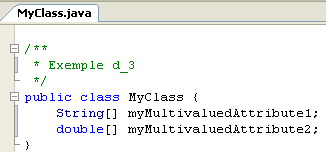 MyClass.java
/**
 * Exemple d_3
 */
public class MyClass {
    String[] myMultivaluedAttribute1;
    double[] myMultivaluedAttribute2;
}